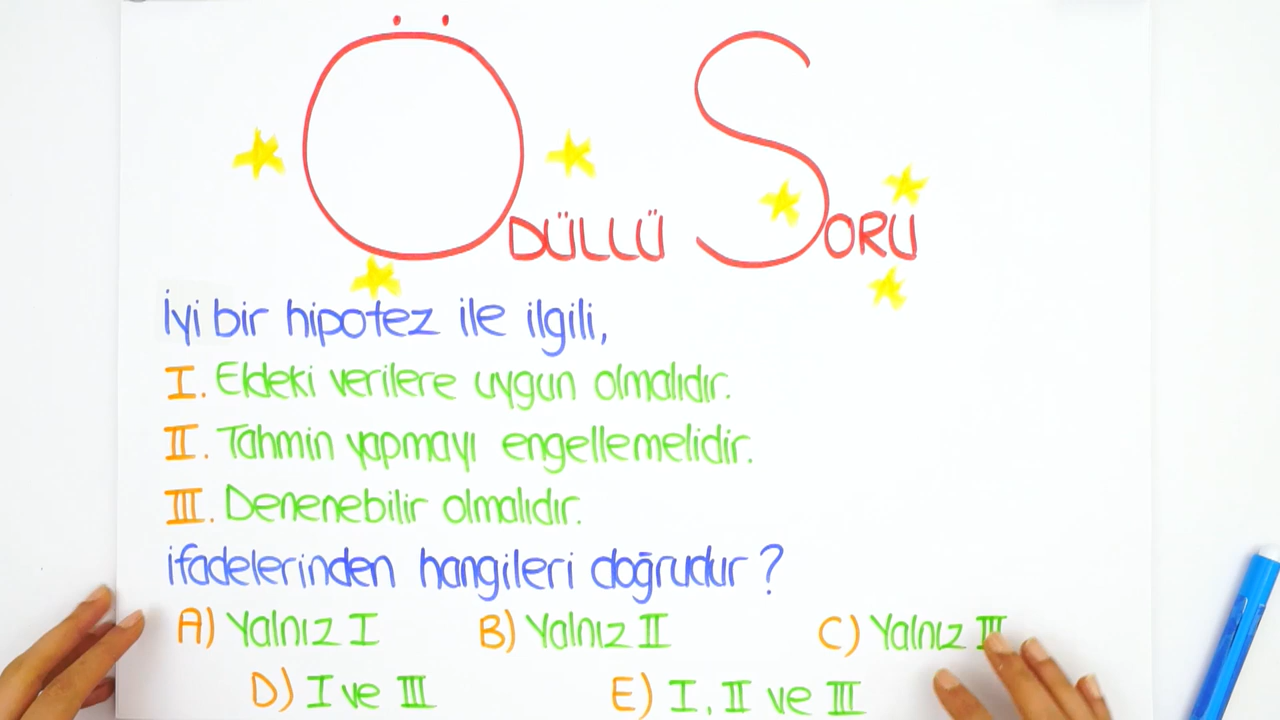 ÖDÜLLÜ SORU
İyi bir hipotez ile ilgili,
I. Eldeki verilere uygun olmalıdır.
II. Tahmin yapmayı engellemelidir.
III. Denenebilir olmalıdır.
ifadelerinden hangileri doğrudur?
A) Yalnız I B) Yalnız II C) Yalnız III
D) I ve III E) I, II ve III